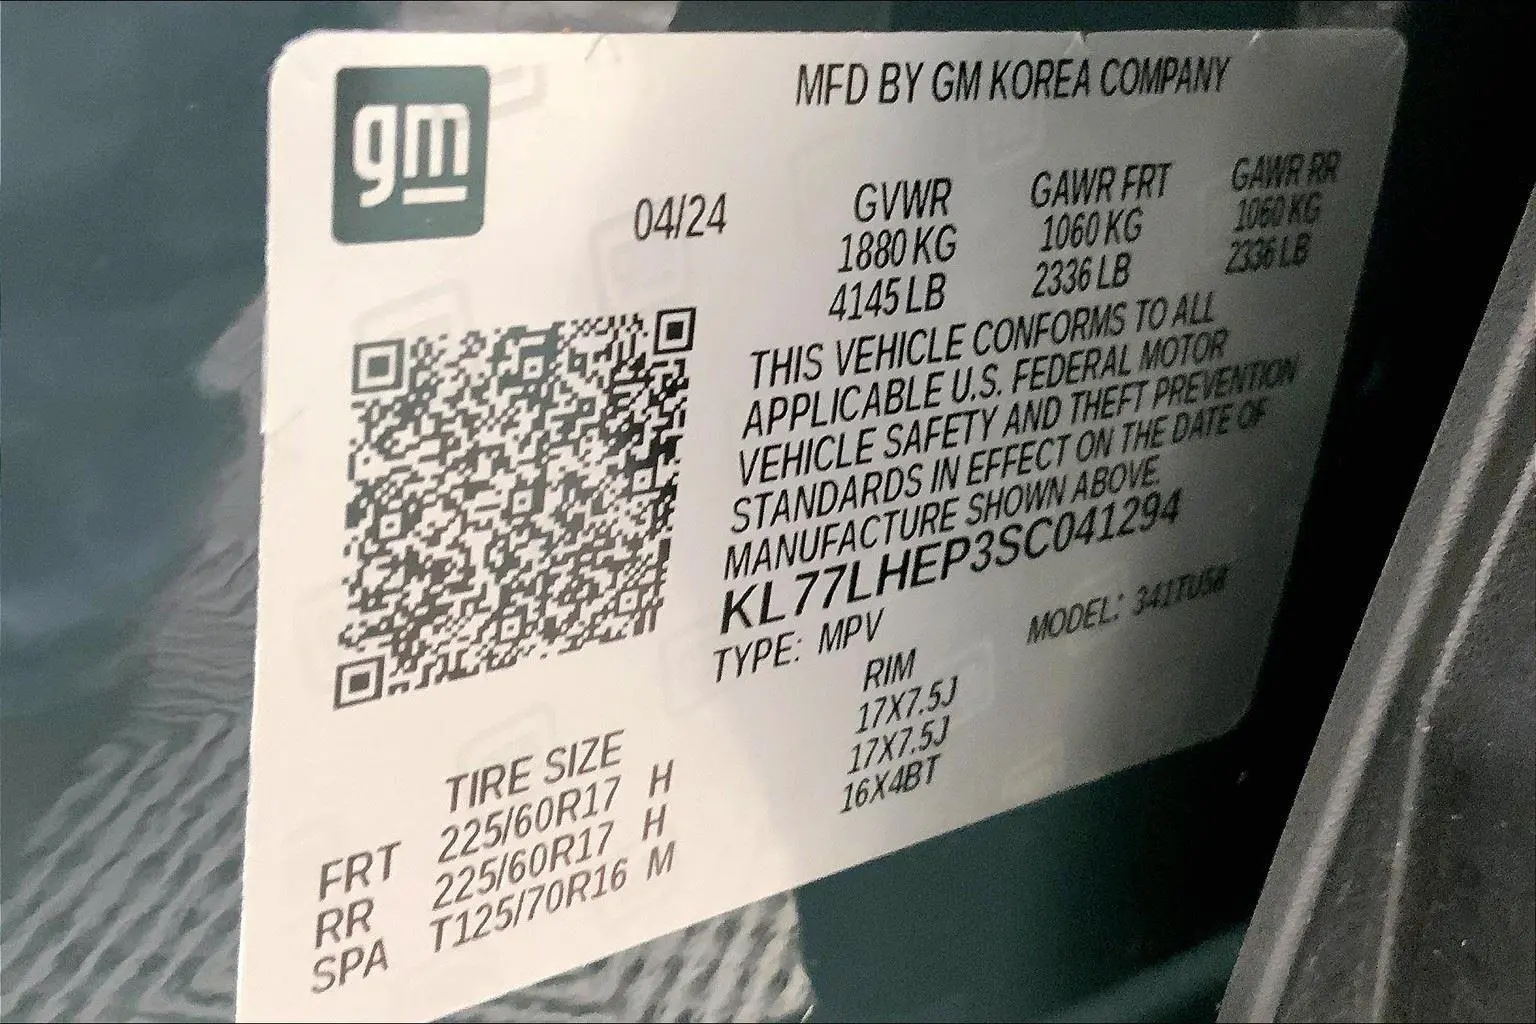 gm
MFD BY GM KOREA COMPANY
04/24
GVWR GAWR FRT GAWR RR
1880 KG 1060 KG 1060 KG
4145 LB 2336 LB 2336 LB
THIS VEHICLE CONFORMS TO ALL
APPLICABLE U.S. FEDERAL MOTOR
VEHICLE SAFETY AND THEFT PREVENTION
STANDARDS IN EFFECT ON THE DATE OF
MANUFACTURE SHOWN ABOVE.
KL77LHEP3SC041294
TYPE: MPV MODEL: 341TU58
TIRE SIZE RIM
FRT 225/60R17 H 17X7.5J
RR 225/60R17 H 17X7.5J
SPA T125/70R16 M 16X4BT